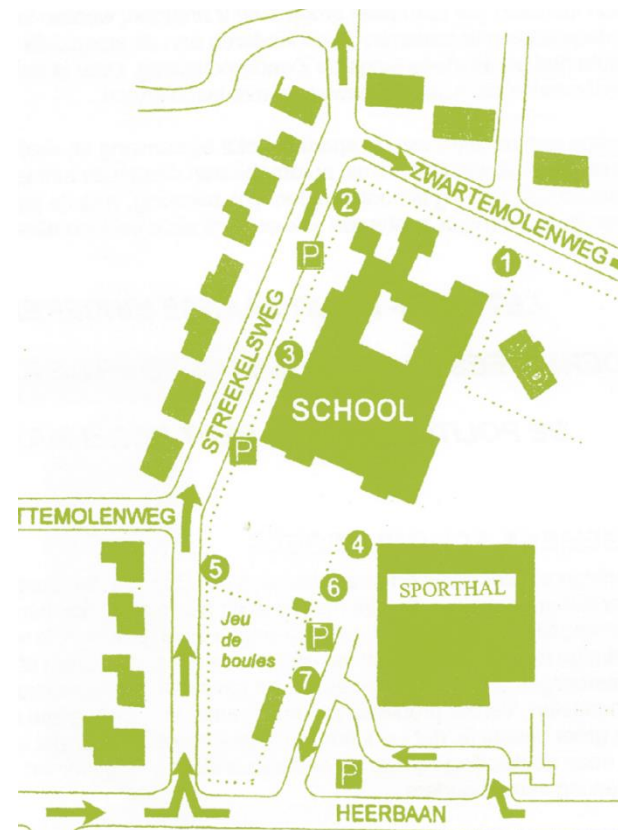 ZWARTEMOLENWEG
2
1
P
STREEKELSWEG
3
SCHOOL
P
TTEMOLENWEG
4
5
6
SPORTHAL
Jeu
de
boules
P
7
P
HEERBAAN